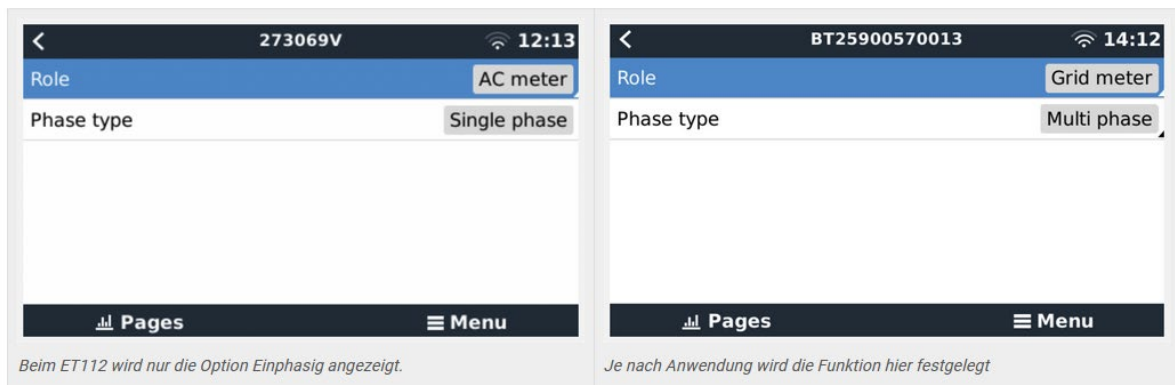 273069V 12:13
Role AC meter
Phase type Single phase
Pages Menu
Beim ET112 wird nur die Option Einphasig angezeigt.
BT25900570013 14:12
Role Grid meter
Phase type Multi phase
Pages Menu
Je nach Anwendung wird die Funktion hier festgelegt